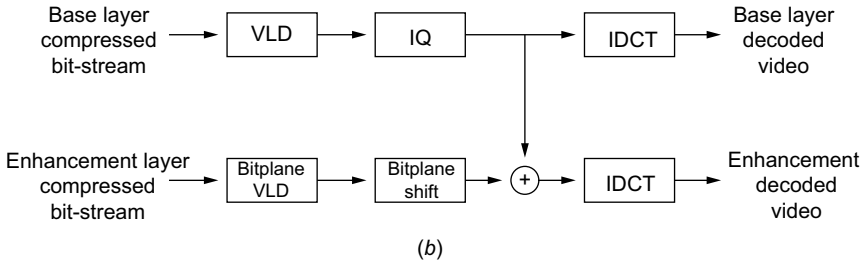 Base layer
compressed
bit-stream
VLD
IQ
IDCT
Base layer
decoded
video
Enhancement layer
compressed
bit-stream
Bitplane
VLD
Bitplane
shift
+
IDCT
Enhancement
decoded
video
(b)